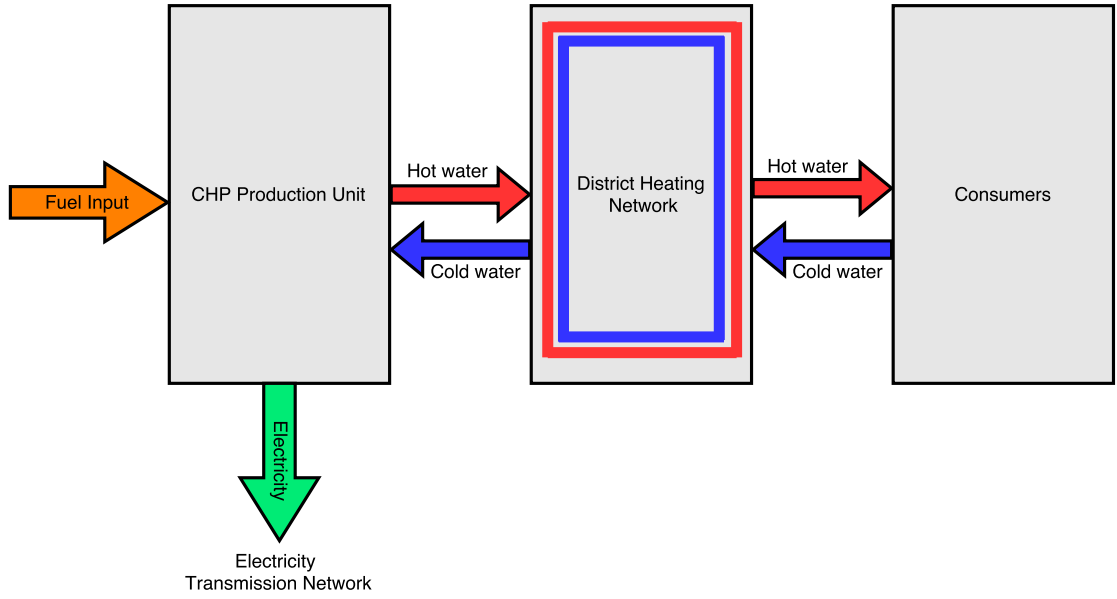 Fuel Input
CHP Production Unit
Hot water
Cold water
District Heating
Network
Hot water
Cold water
Consumers
Electricity
Electricity
Transmission Network